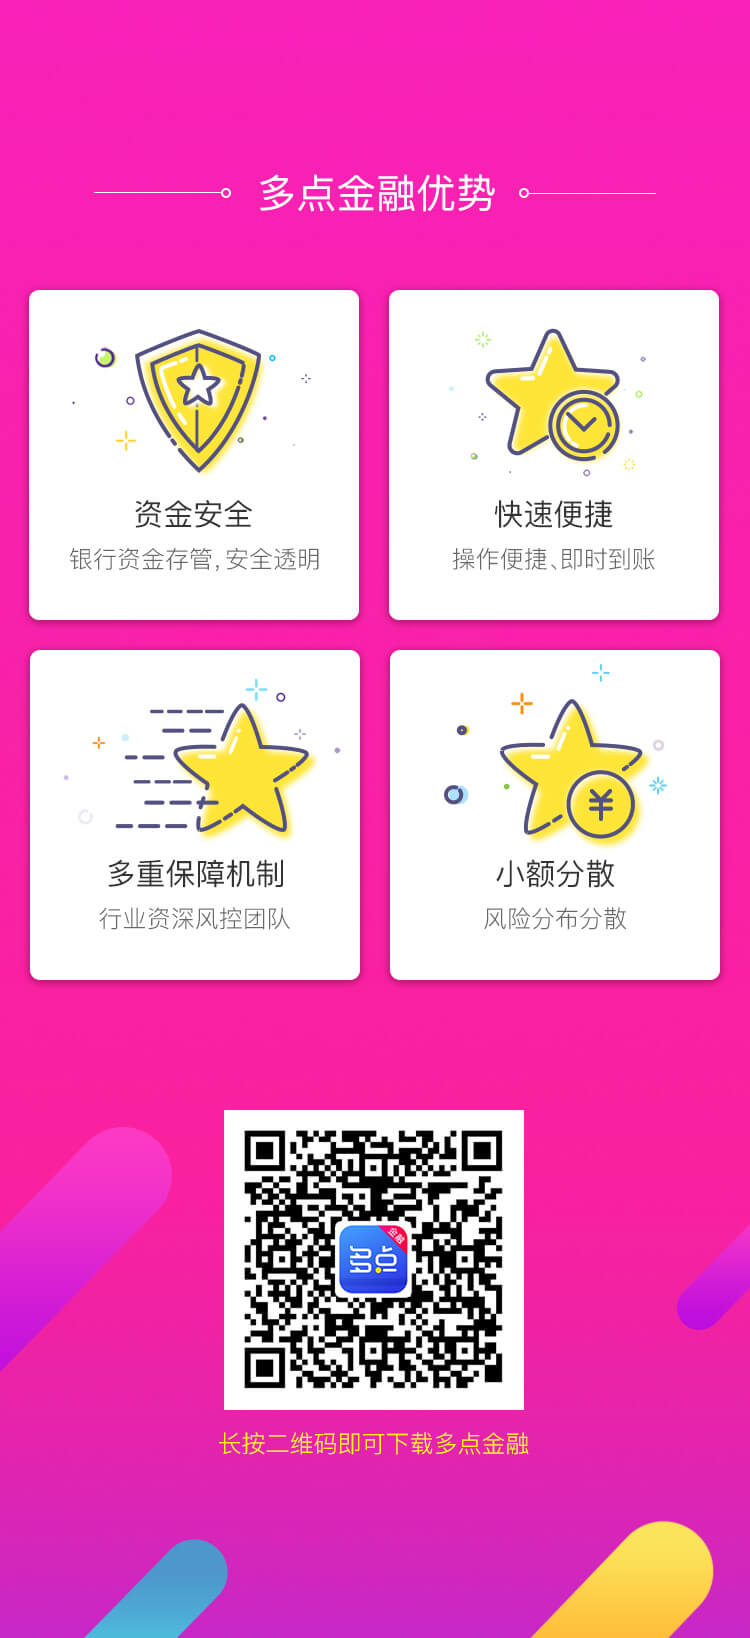 多点金融优势
资金安全
银行资金存管,安全透明
快速便捷
操作便捷、即时到账
多重保障机制
行业资深风控团队
¥
小额分散
风险分布分散
金融
多点
长按二维码即可下载多点金融